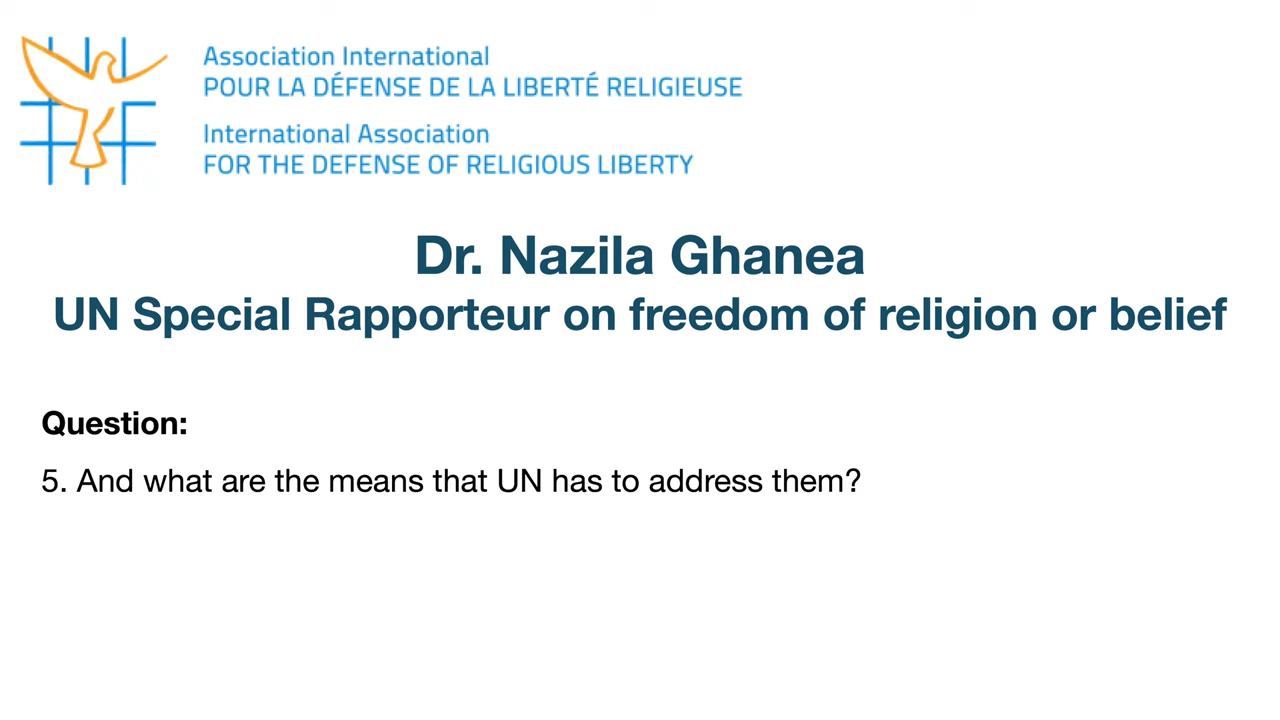 Association International
POUR LA DÉFENSE DE LA LIBERTÉ RELIGIEUSE
International Association
FOR THE DEFENSE OF RELIGIOUS LIBERTY
Dr. Nazila Ghanea
UN Special Rapporteur on freedom of religion or belief
Question:
5. And what are the means that UN has to address them?